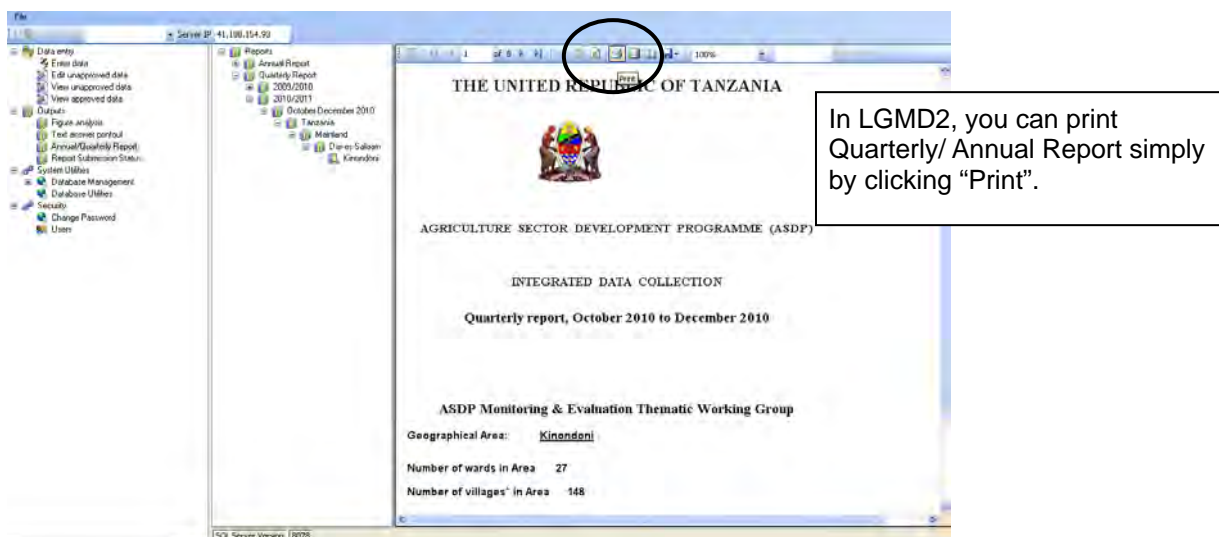 File
Server IP 41.188.154.93
Data entry
Enter data
Edit unapproved data
View unapproved data
View approved data
Outputs
Figure analysis
Text answer
Annual/Quarterly Report
Report Submission Status
System Utilities
Database Management
Database Utilities
Security
Change Password
Users
Reports
Annual Report
Quarterly Report
2009/2010
2010/2011
October-December 2010
Tanzania
Mainland
Dar-es-Salaam
Kinondoni
1 of 8 100%
Print
THE UNITED REPUBLIC OF TANZANIA
AGRICULTURE SECTOR DEVELOPMENT PROGRAMME (ASDP)
INTEGRATED DATA COLLECTION
Quarterly report, October 2010 to December 2010
ASDP Monitoring & Evaluation Thematic Working Group
Geographical Area: Kinondoni
Number of wards in Area 27
Number of villages* in Area 148
SQL Server Version
In LGMD2, you can print
Quarterly/ Annual Report simply
by clicking “Print”.